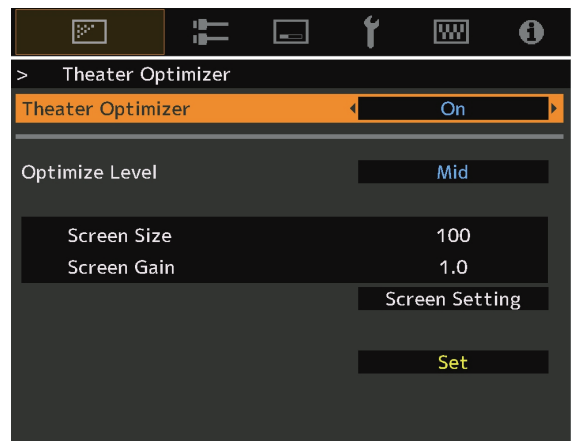 > Theater Optimizer
Theater Optimizer On
Optimize Level Mid
Screen Size 100
Screen Gain 1.0
Screen Setting
Set